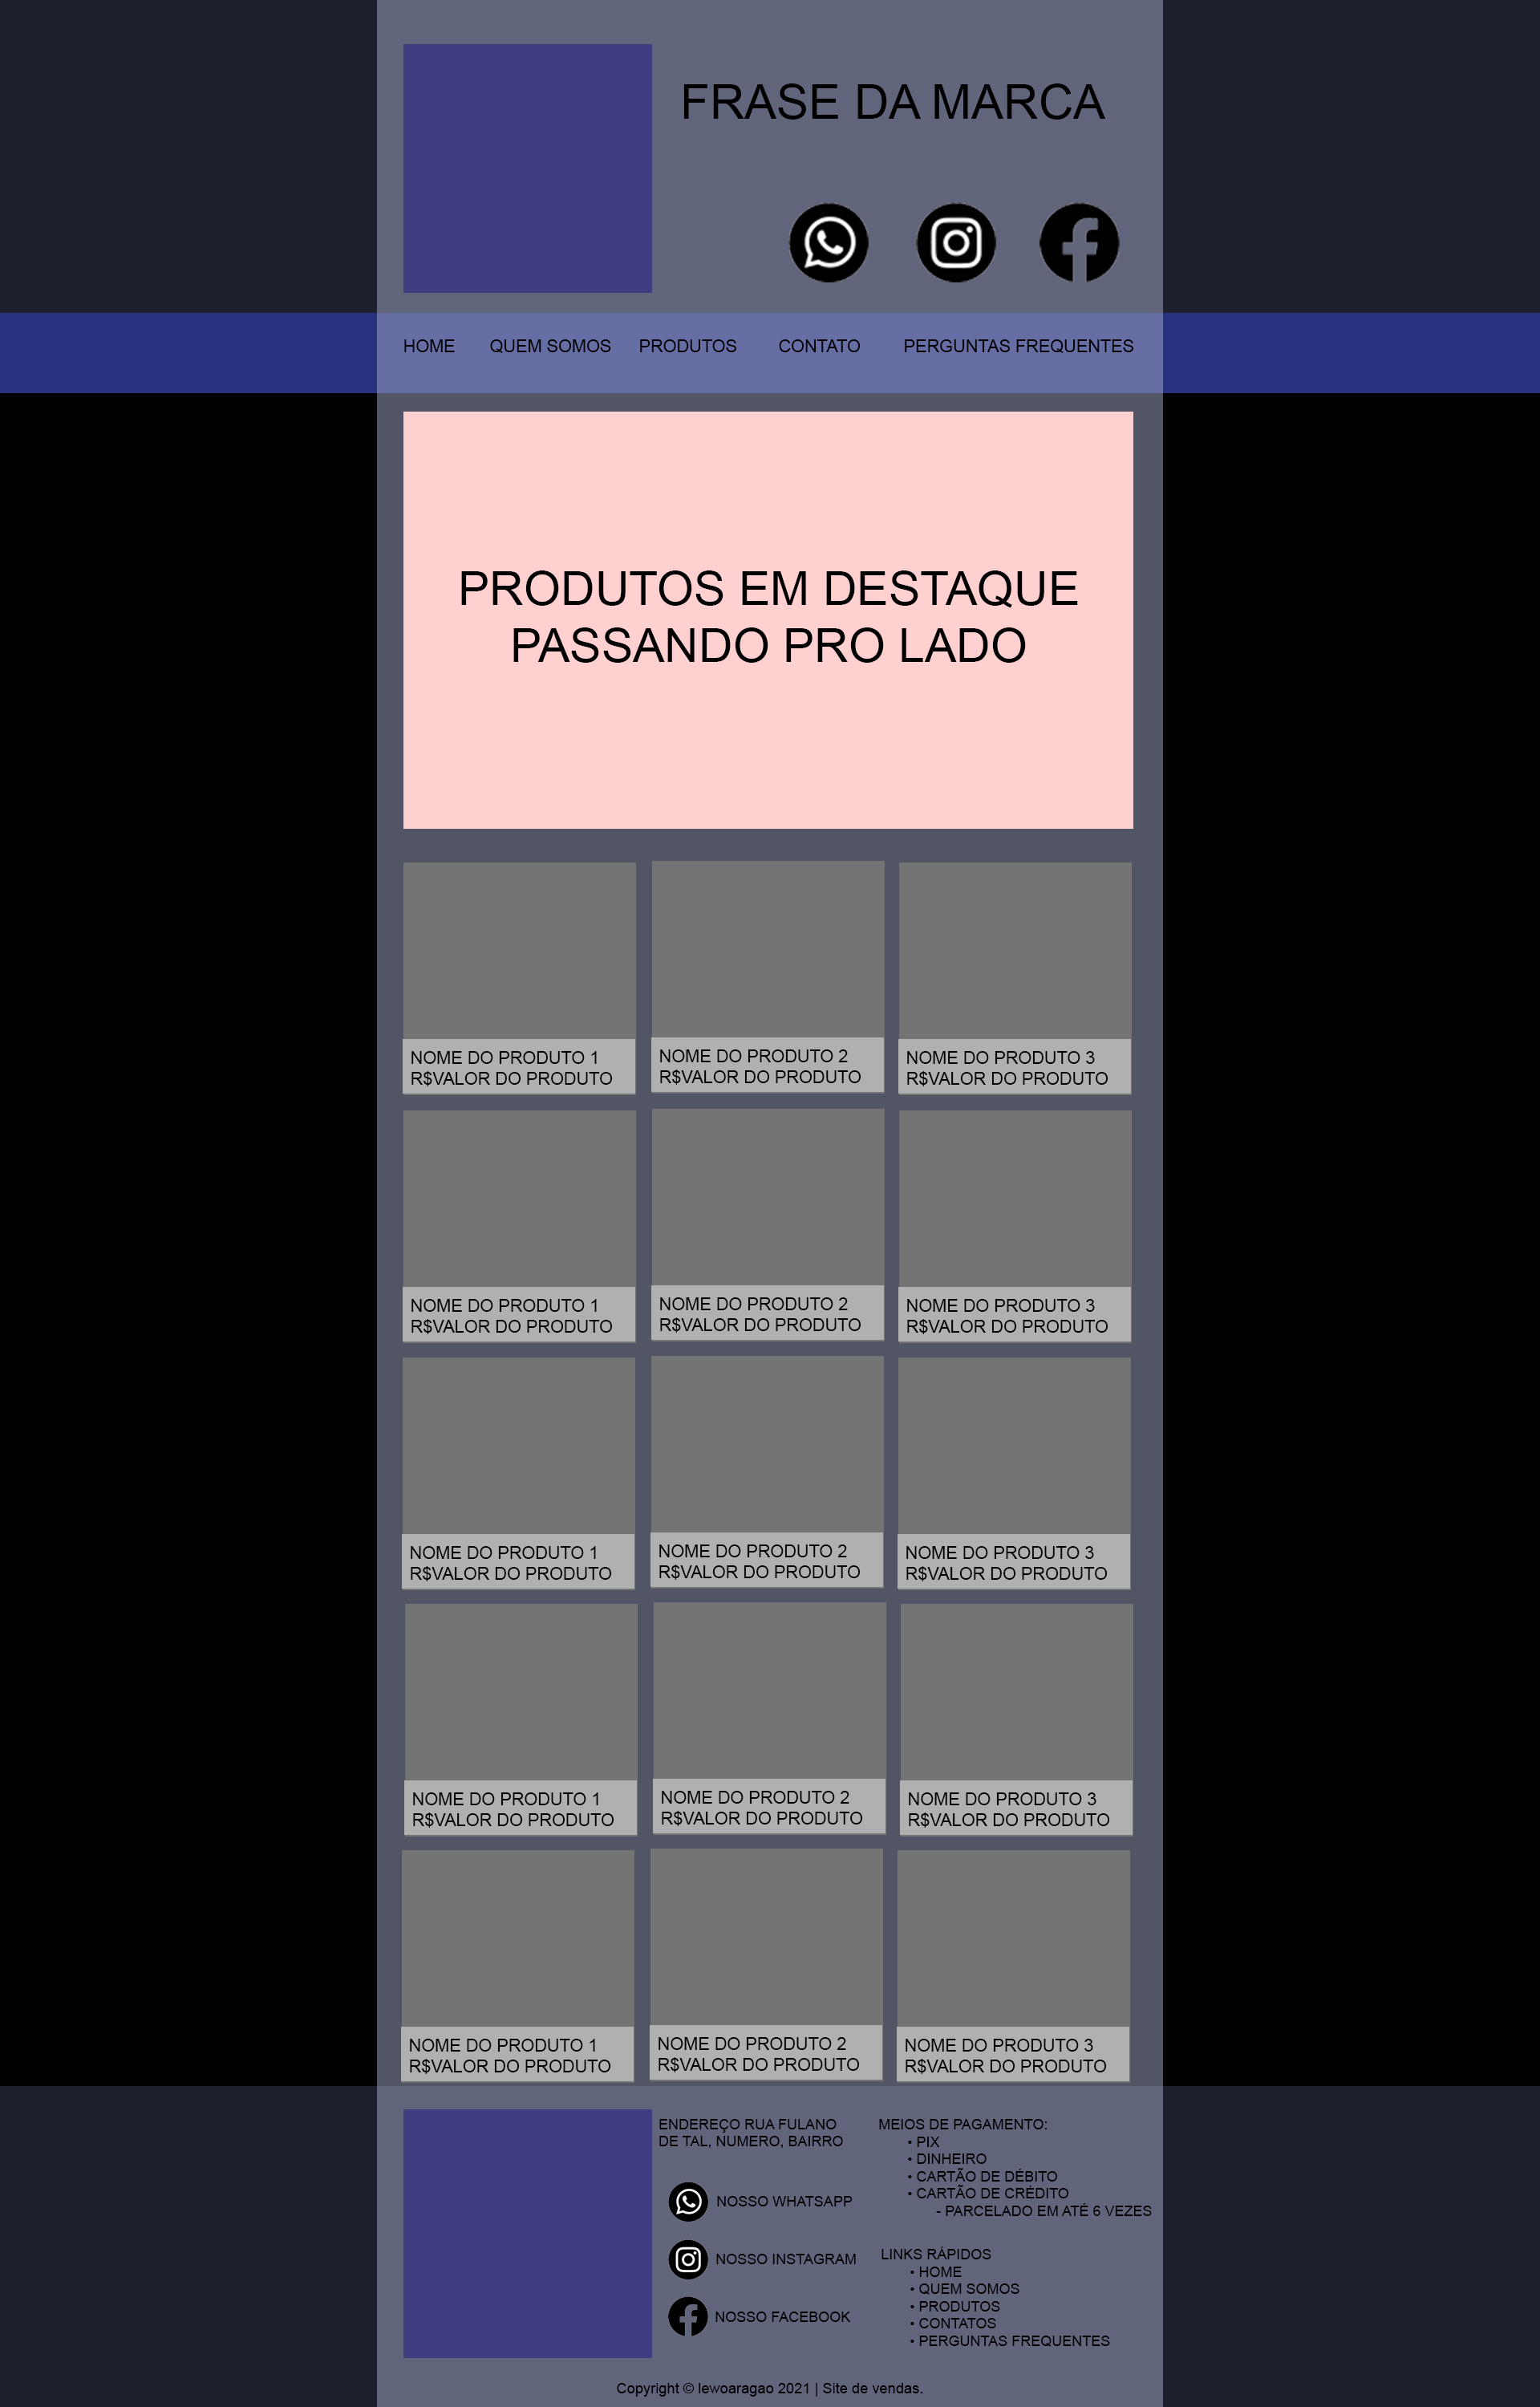 FRASE DA MARCA
HOME QUEM SOMOS PRODUTOS CONTATO PERGUNTAS FREQUENTES
PRODUTOS EM DESTAQUE
PASSANDO PRO LADO
NOME DO PRODUTO 1
R$VALOR DO PRODUTO
NOME DO PRODUTO 2
R$VALOR DO PRODUTO
NOME DO PRODUTO 3
R$VALOR DO PRODUTO
NOME DO PRODUTO 1
R$VALOR DO PRODUTO
NOME DO PRODUTO 2
R$VALOR DO PRODUTO
NOME DO PRODUTO 3
R$VALOR DO PRODUTO
NOME DO PRODUTO 1
R$VALOR DO PRODUTO
NOME DO PRODUTO 2
R$VALOR DO PRODUTO
NOME DO PRODUTO 3
R$VALOR DO PRODUTO
NOME DO PRODUTO 1
R$VALOR DO PRODUTO
NOME DO PRODUTO 2
R$VALOR DO PRODUTO
NOME DO PRODUTO 3
R$VALOR DO PRODUTO
NOME DO PRODUTO 1
R$VALOR DO PRODUTO
NOME DO PRODUTO 2
R$VALOR DO PRODUTO
NOME DO PRODUTO 3
R$VALOR DO PRODUTO
ENDEREÇO RUA FULANO
DE TAL, NUMERO, BAIRRO
NOSSO WHATSAPP
NOSSO INSTAGRAM
NOSSO FACEBOOK
MEIOS DE PAGAMENTO:
• PIX
• DINHEIRO
• CARTÃO DE DÉBITO
• CARTÃO DE CRÉDITO
- PARCELADO EM ATÉ 6 VEZES
LINKS RÁPIDOS
• HOME
• QUEM SOMOS
• PRODUTOS
• CONTATOS
• PERGUNTAS FREQUENTES
Copyright © lewoaragao 2021 | Site de vendas.